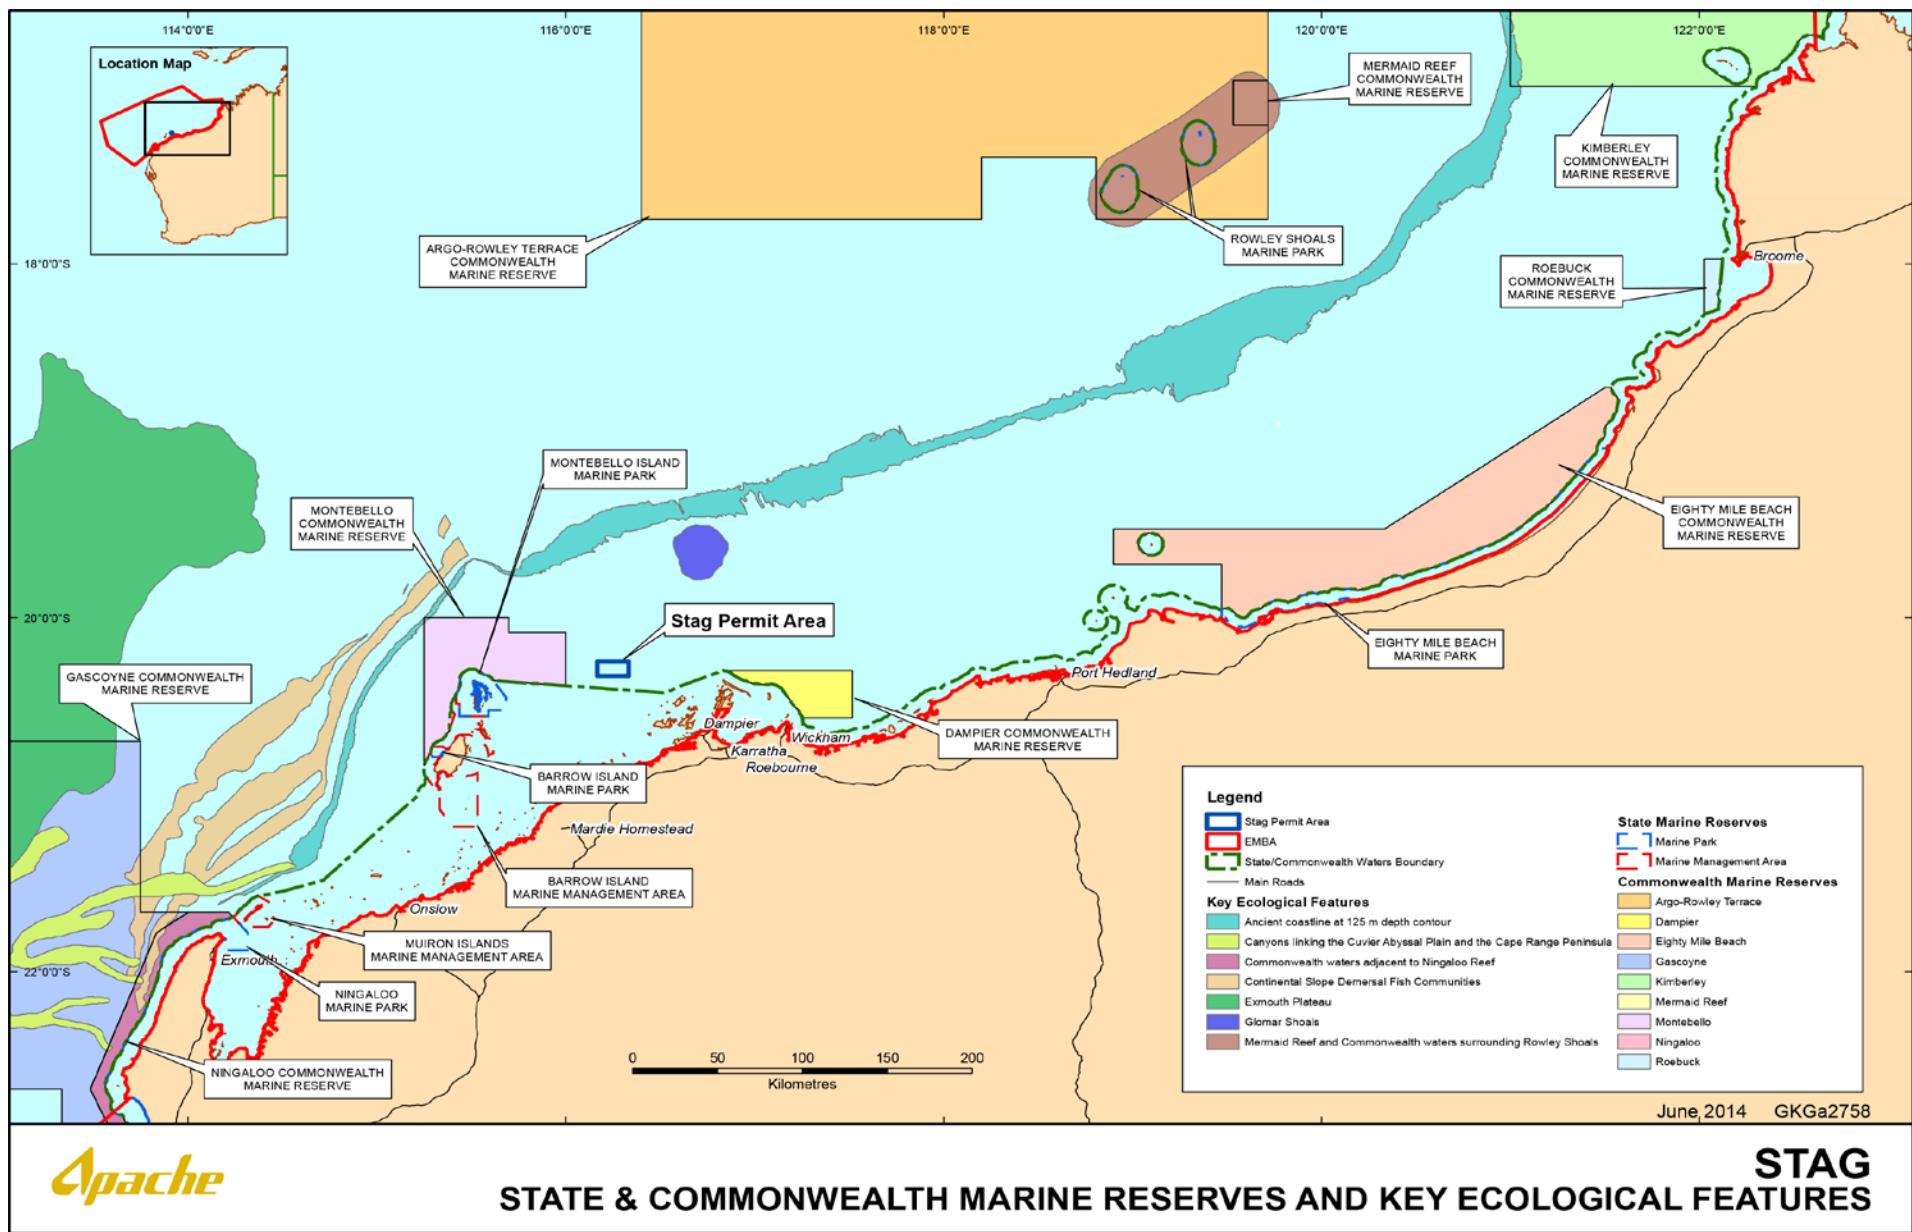 114°0'0"E
116°0'0"E
118°0'0"E
120°0'0"E
122°0'0"E
Location Map
MERMAID REEF
COMMONWEALTH
MARINE RESERVE
KIMBERLEY
COMMONWEALTH
MARINE RESERVE
ARGO-ROWLEY TERRACE
COMMONWEALTH
MARINE RESERVE
ROWLEY SHOALS
MARINE PARK
18°0'0"S
ROEBUCK
COMMONWEALTH
MARINE RESERVE
Broome
MONTEBELLO ISLAND
MARINE PARK
MONTEBELLO
COMMONWEALTH
MARINE RESERVE
EIGHTY MILE BEACH
COMMONWEALTH
MARINE RESERVE
20°0'0"S
Stag Permit Area
EIGHTY MILE BEACH
MARINE PARK
GASCOYNE COMMONWEALTH
MARINE RESERVE
Port Hedland
Dampier
Wickham
Karratha
Roebourne
DAMPIER COMMONWEALTH
MARINE RESERVE
BARROW ISLAND
MARINE PARK
Mardie Homestead
BARROW ISLAND
MARINE MANAGEMENT AREA
Onslow
MUIRON ISLANDS
MARINE MANAGEMENT AREA
Exmouth
22°0'0"S
NINGALOO
MARINE PARK
NINGALOO COMMONWEALTH
MARINE RESERVE
0 50 100 150 200
Kilometres
Legend
Stag Permit Area
EMBA
State/Commonwealth Waters Boundary
Main Roads
Key Ecological Features
Ancient coastline at 125 m depth contour
Canyons linking the Cuvier Abyssal Plain and the Cape Range Peninsula
Commonwealth waters adjacent to Ningaloo Reef
Continental Slope Demersal Fish Communities
Exmouth Plateau
Glomar Shoals
Mermaid Reef and Commonwealth waters surrounding Rowley Shoals
State Marine Reserves
Marine Park
Marine Management Area
Commonwealth Marine Reserves
Argo-Rowley Terrace
Dampier
Eighty Mile Beach
Gascoyne
Kimberley
Mermaid Reef
Montebello
Ningaloo
Roebuck
June, 2014 GKGa2758
Apache
STAG
STATE & COMMONWEALTH MARINE RESERVES AND KEY ECOLOGICAL FEATURES